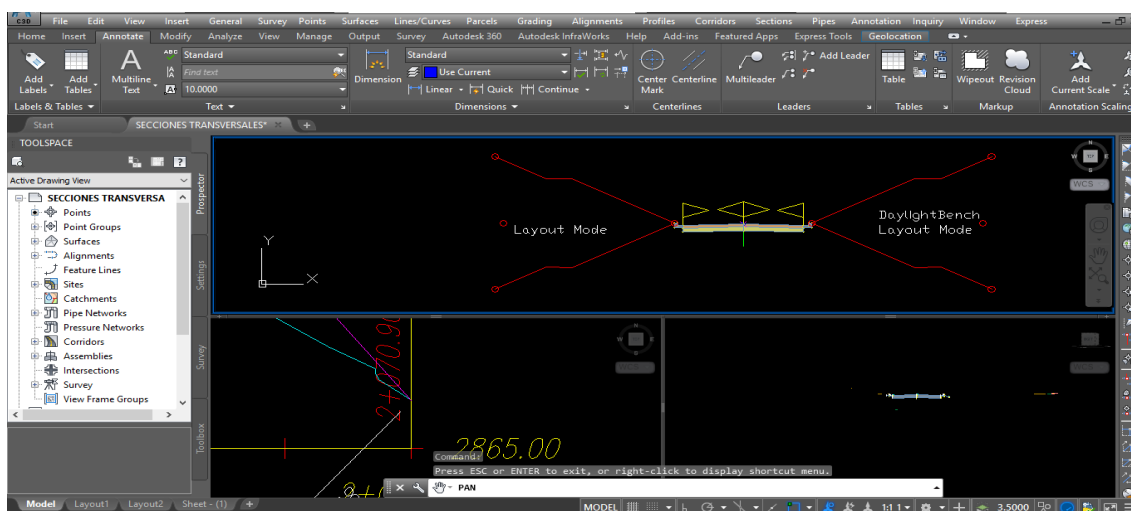 C3D File Edit View Insert General Survey Points Surfaces Lines/Curves Parcels Grading Alignments Profiles Corridors Sections Pipes Annotation Inquiry Window Express
Home Insert Annotate Modify Analyze View Manage Output Survey Autodesk 360 Autodesk InfraWorks Help Add-ins Featured Apps Express Tools Geolocation
Add Labels
Add Tables
Multiline Text
ABC Standard
Find text
10.0000
Dimension
Standard
Use Current
Linear Quick Continue
Center Mark
Centerline
Multileader
Add Leader
Table
Wipeout
Revision Cloud
Add Current Scale
Labels & Tables Text Dimensions Centerlines Leaders Tables Markup Annotation Scaling
Start SECCIONES TRANSVERSALES*
TOOLSPACE
Active Drawing View
SECCIONES TRANSVERSA
Points
Point Groups
Surfaces
Alignments
Feature Lines
Sites
Catchments
Pipe Networks
Pressure Networks
Corridors
Assemblies
Intersections
Survey
View Frame Groups
Prospector
Settings
Survey
Toolbox
Y
X
Layout Mode
DaylightBench
Layout Mode
W TOP E
S
WCS
2865.00
Command:
Press ESC or ENTER to exit, or right-click to display shortcut menu.
PAN
Model Layout1 Layout2 Sheet - (1) +
MODEL 1:1 3.5000